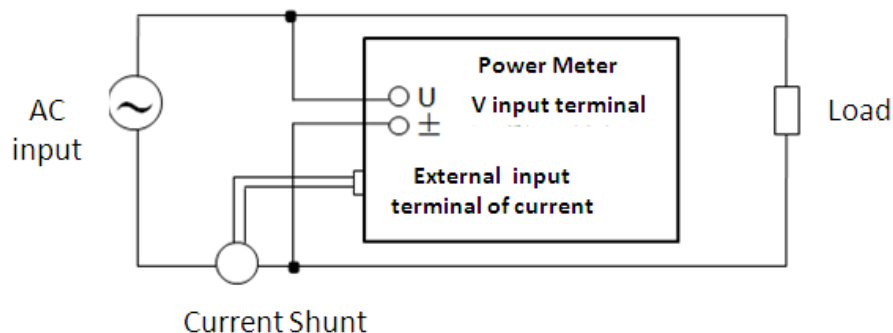 Power Meter
U V input terminal
±
AC
input
Load
External input
terminal of current
Current Shunt